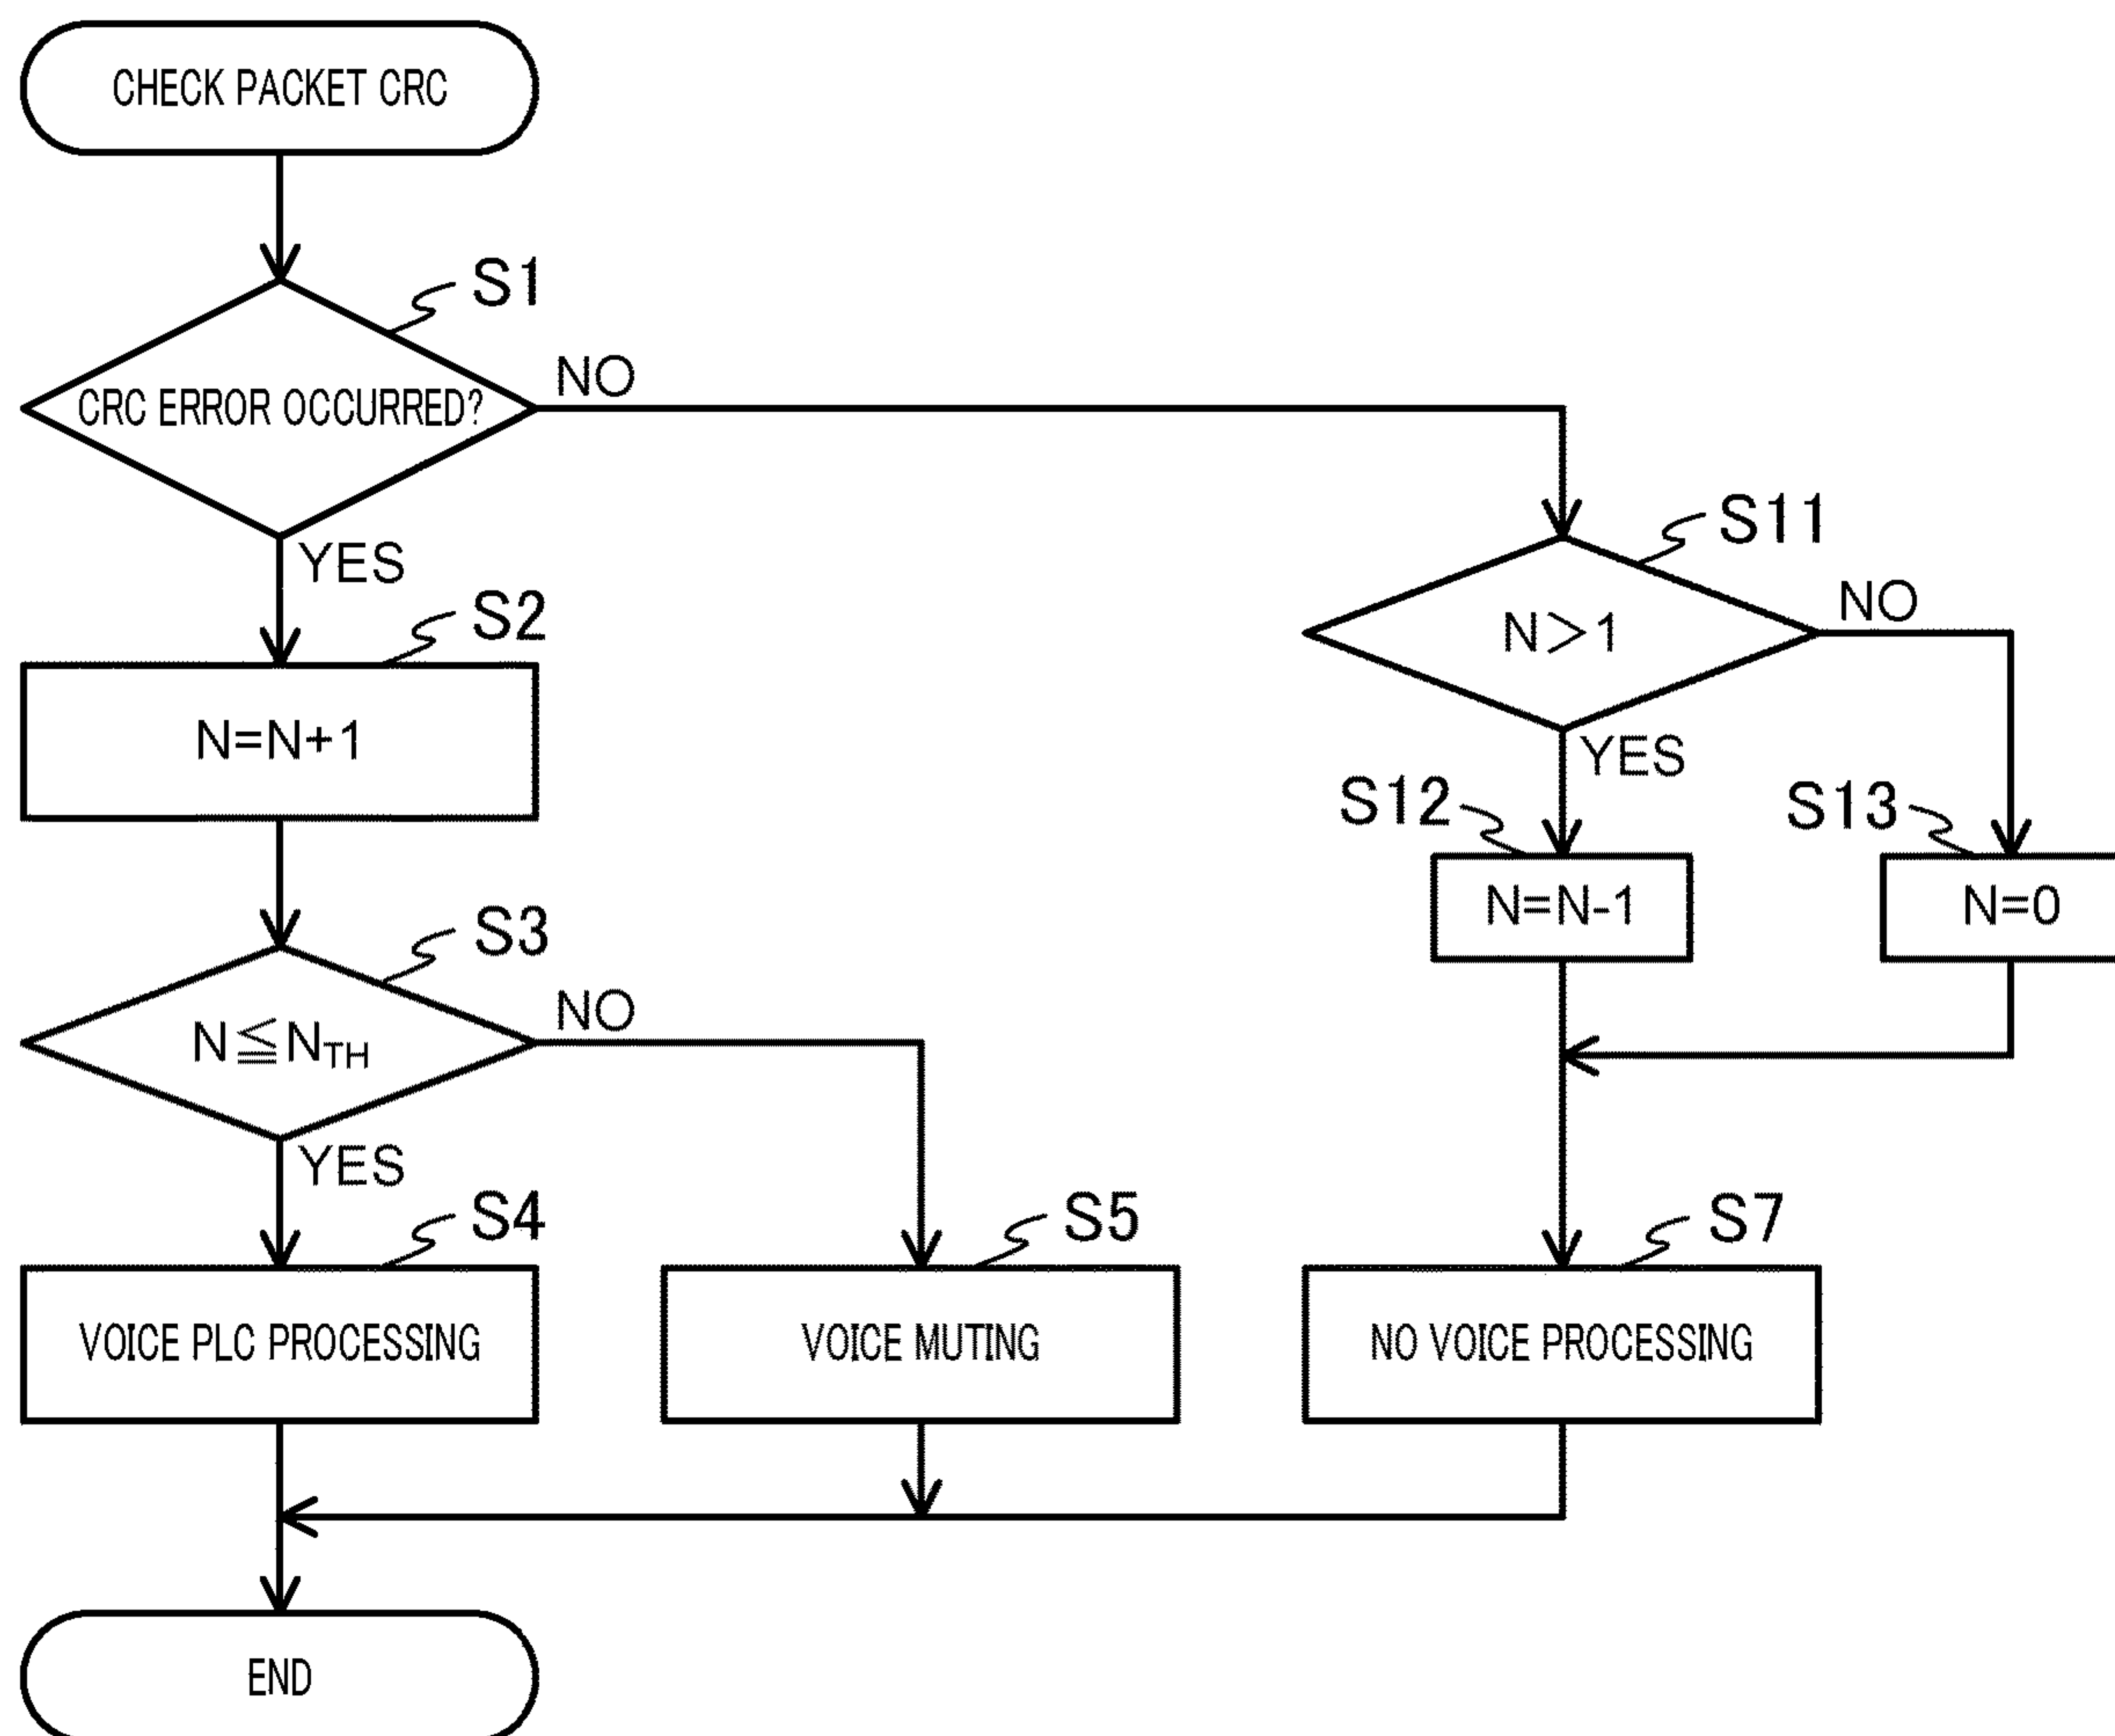 CHECK PACKET CRC
S1
CRC ERROR OCCURRED?
NO
YES
S11
N>1
NO
YES
S2
N=N+1
S12
N=N-1
S13
N=0
S3
N≦NTH
NO
YES
S4
VOICE PLC PROCESSING
S5
VOICE MUTING
S7
NO VOICE PROCESSING
END